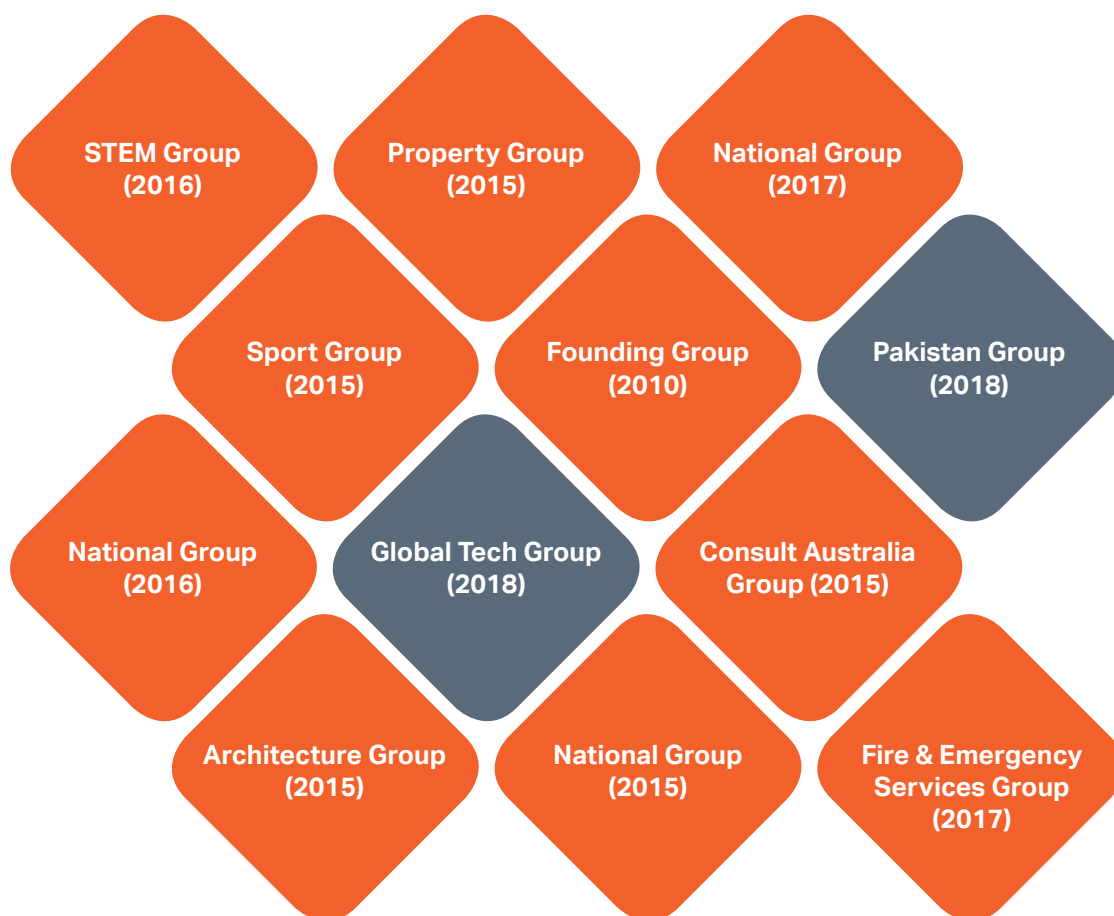 STEM Group
(2016)
Property Group
(2015)
National Group
(2017)
Sport Group
(2015)
Founding Group
(2010)
Pakistan Group
(2018)
National Group
(2016)
Global Tech Group
(2018)
Consult Australia
Group (2015)
Architecture Group
(2015)
National Group
(2015)
Fire & Emergency
Services Group
(2017)